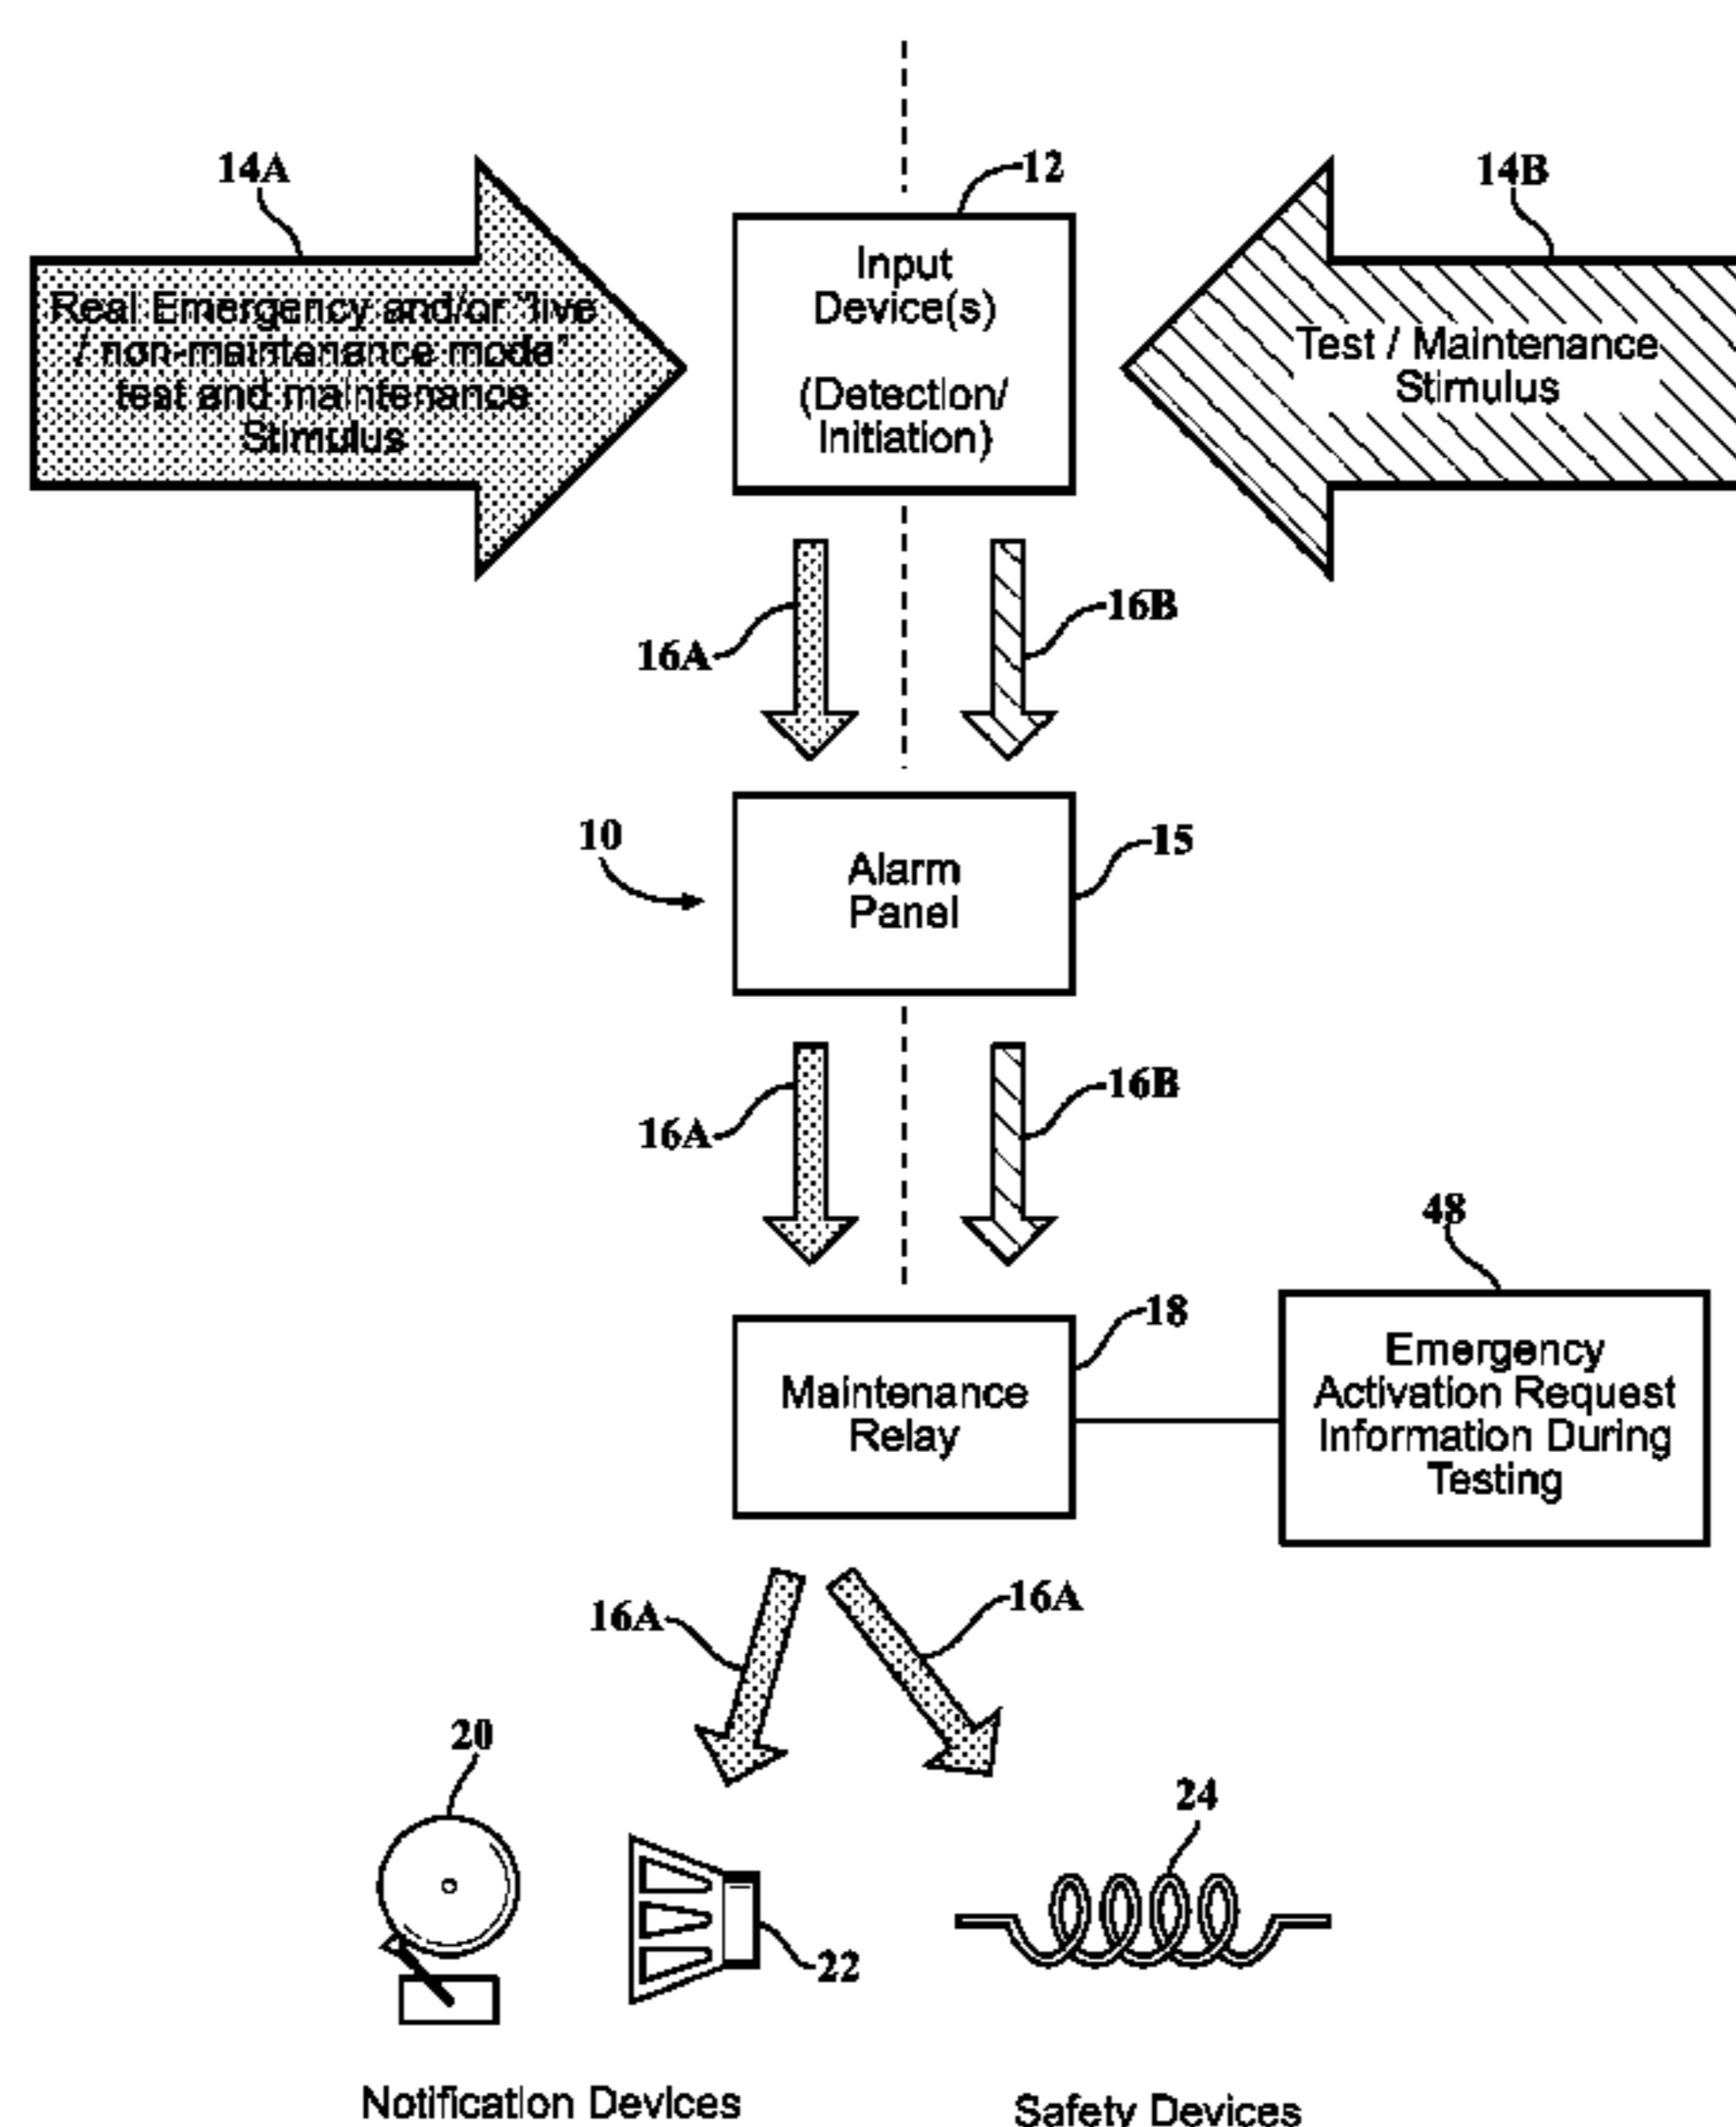 14A
12
14B
Real Emergency and/or "live
/ non-maintenance mode"
test and maintenance
Stimulus
Input
Device(s)
(Detection/
Initiation)
Test / Maintenance
Stimulus
16A
16B
10
Alarm
Panel
15
16A
16B
48
18
Maintenance
Relay
Emergency
Activation Request
Information During
Testing
16A
16A
20
22
24
Notification Devices
Safety Devices